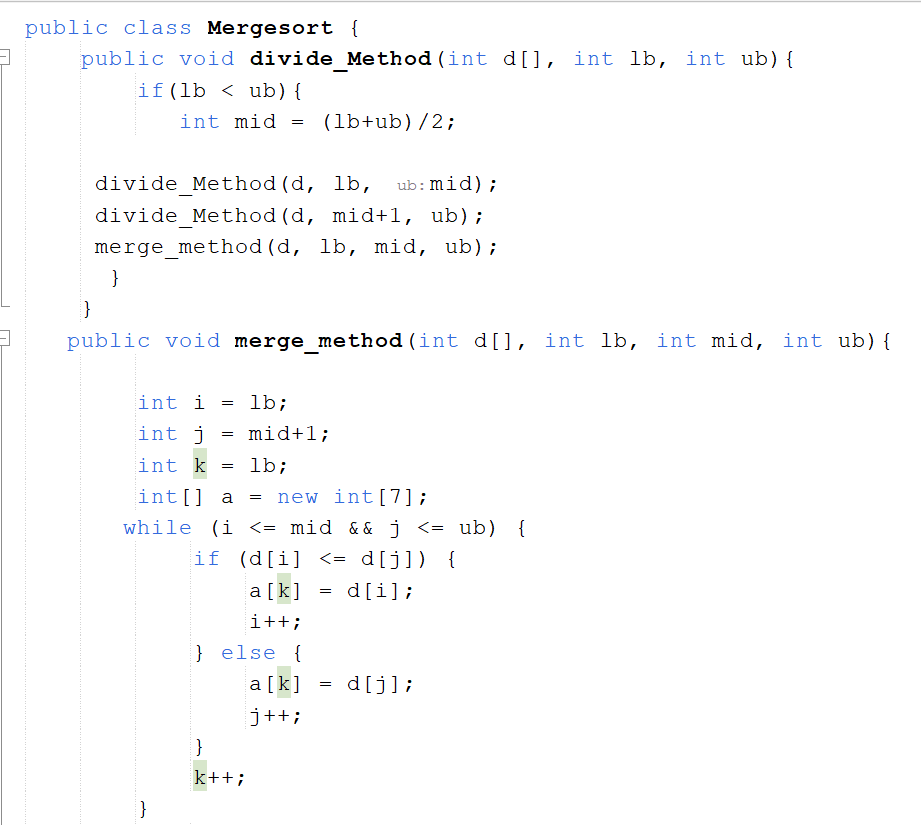 public class Mergesort {
public void divide_Method(int d[], int lb, int ub){
if(lb < ub){
int mid = (lb+ub)/2;
divide_Method(d, lb, ub:mid);
divide_Method(d, mid+1, ub);
merge_method(d, lb, mid, ub);
}
}
public void merge_method(int d[], int lb, int mid, int ub){
int i = lb;
int j = mid+1;
int k = lb;
int[] a = new int[7];
while (i <= mid && j <= ub) {
if (d[i] <= d[j]) {
a[k] = d[i];
i++;
} else {
a[k] = d[j];
j++;
}
k++;
}